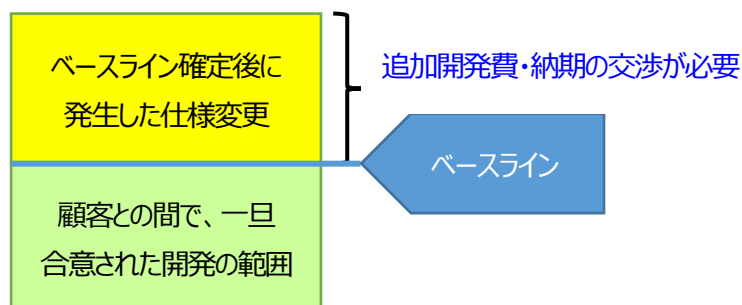 ベースライン確定後に
発生した仕様変更
追加開発費・納期の交渉が必要
ベースライン
顧客との間で、一旦
合意された開発の範囲